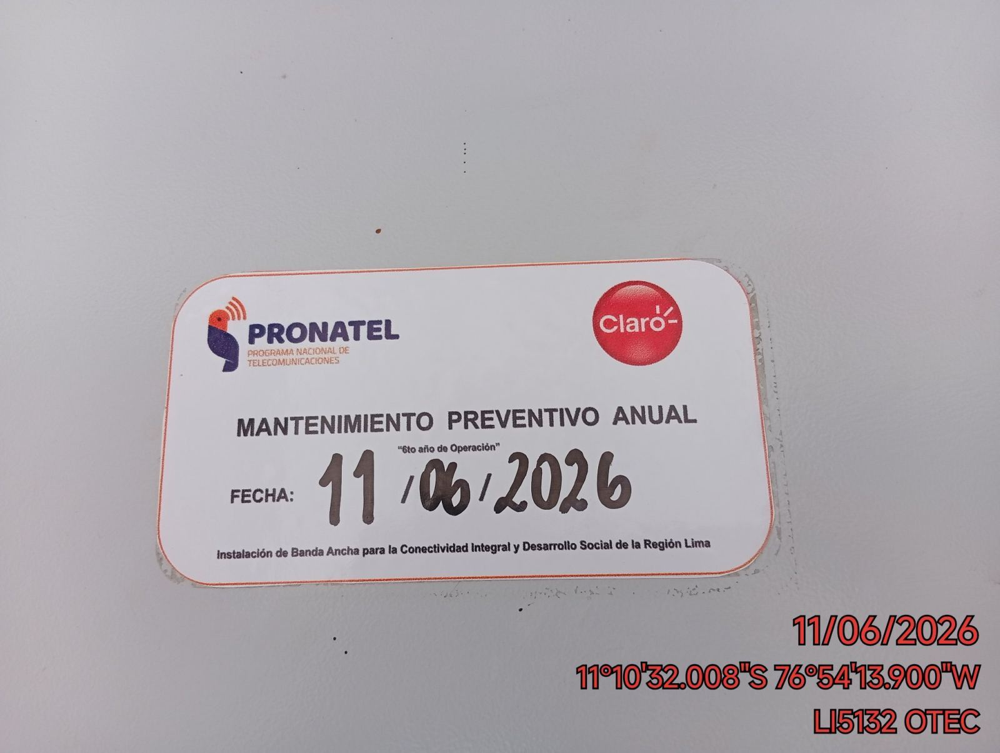 PRONATEL
PROGRAMA NACIONAL DE
TELECOMUNICACIONES
Claro
MANTENIMIENTO PREVENTIVO ANUAL
"6to año de Operación"
FECHA: 11/06/2026
Instalación de Banda Ancha para la Conectividad Integral y Desarrollo Social de la Región Lima
11/06/2026
11°10'32.008"S 76°54'13.900"W
LI5132 OTEC